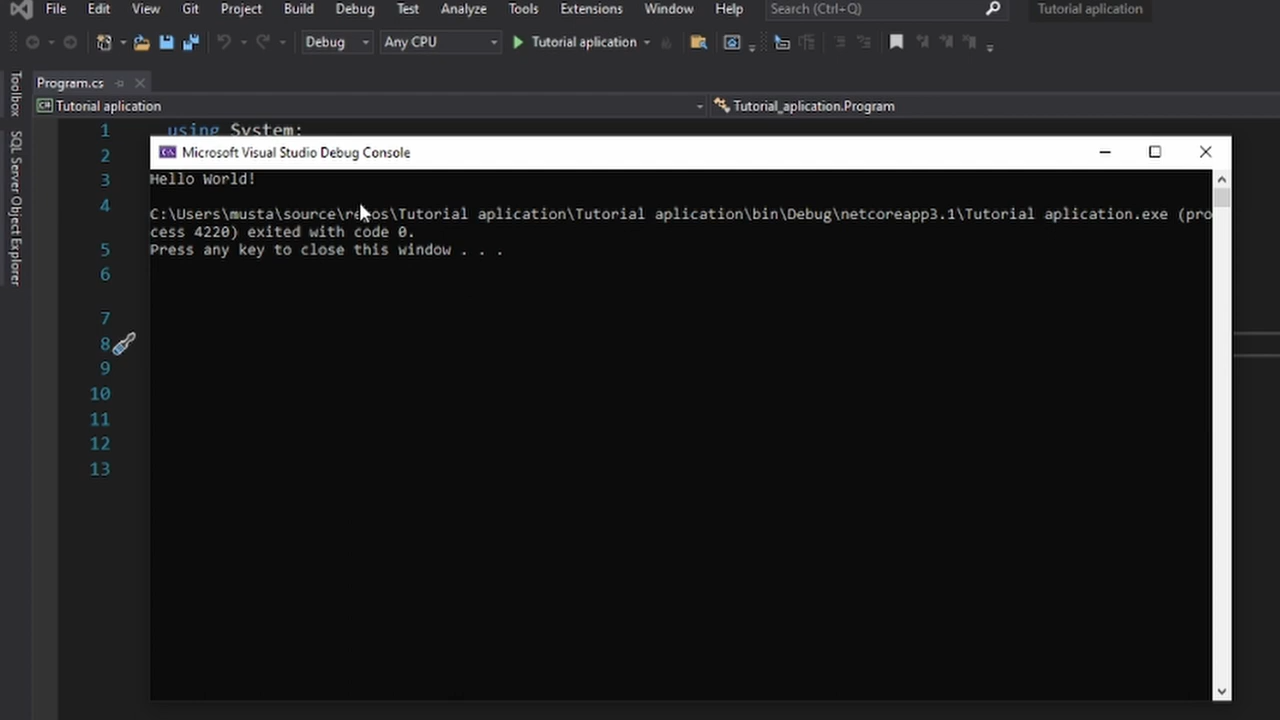 File Edit View Git Project Build Debug Test Analyze Tools Extensions Window Help Search (Ctrl+Q) Tutorial aplication
Debug Any CPU Tutorial aplication
Program.cs
Tutorial aplication Tutorial_aplication.Program
Toolbox
SQL Server Object Explorer
1 using System;
2
3
4
5
6
7
8
9
10
11
12
13
Microsoft Visual Studio Debug Console
Hello World!
C:\Users\musta\source\repos\Tutorial aplication\Tutorial aplication\bin\Debug\netcoreapp3.1\Tutorial aplication.exe (pro
cess 4220) exited with code 0.
Press any key to close this window . . .